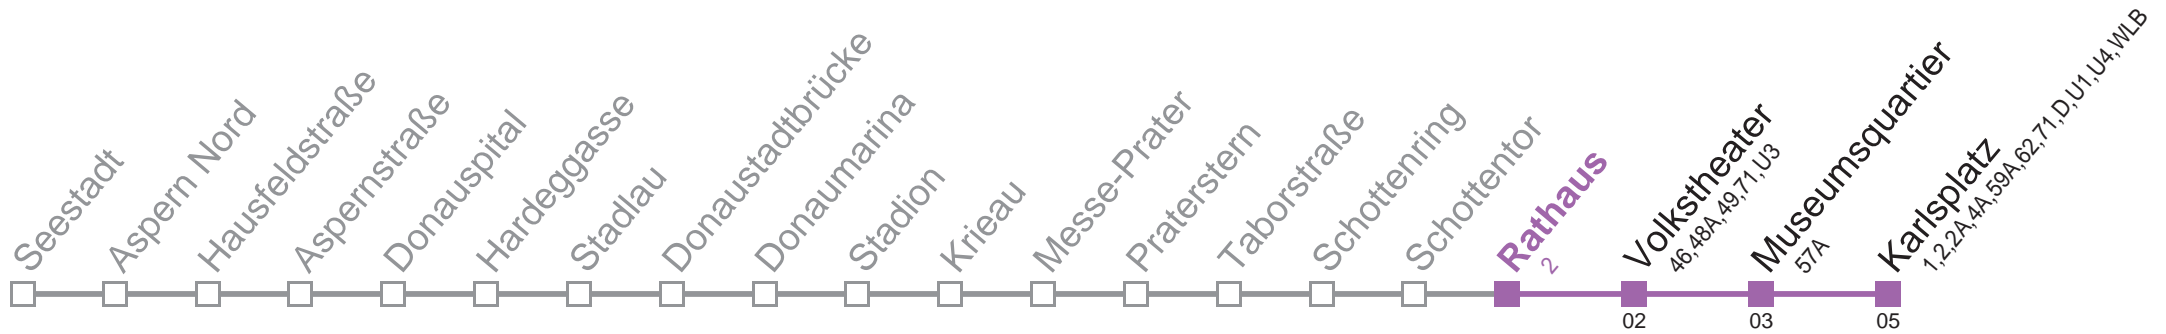 Seestadt
Aspern Nord
Hausfeldstraße
Aspernstraße
Donauspital
Hardeggasse
Stadlau
Donaustadtbrücke
Donaumarina
Stadion
Krieau
Messe-Prater
Praterstern
Taborstraße
Schottenring
Schottentor
Rathaus
2
Volkstheater
46,48A,49,71,U3
02
Museumsquartier
57A
03
Karlsplatz
1,2,2A,4A,59A,62,71,D,U1,U4,WLB
05